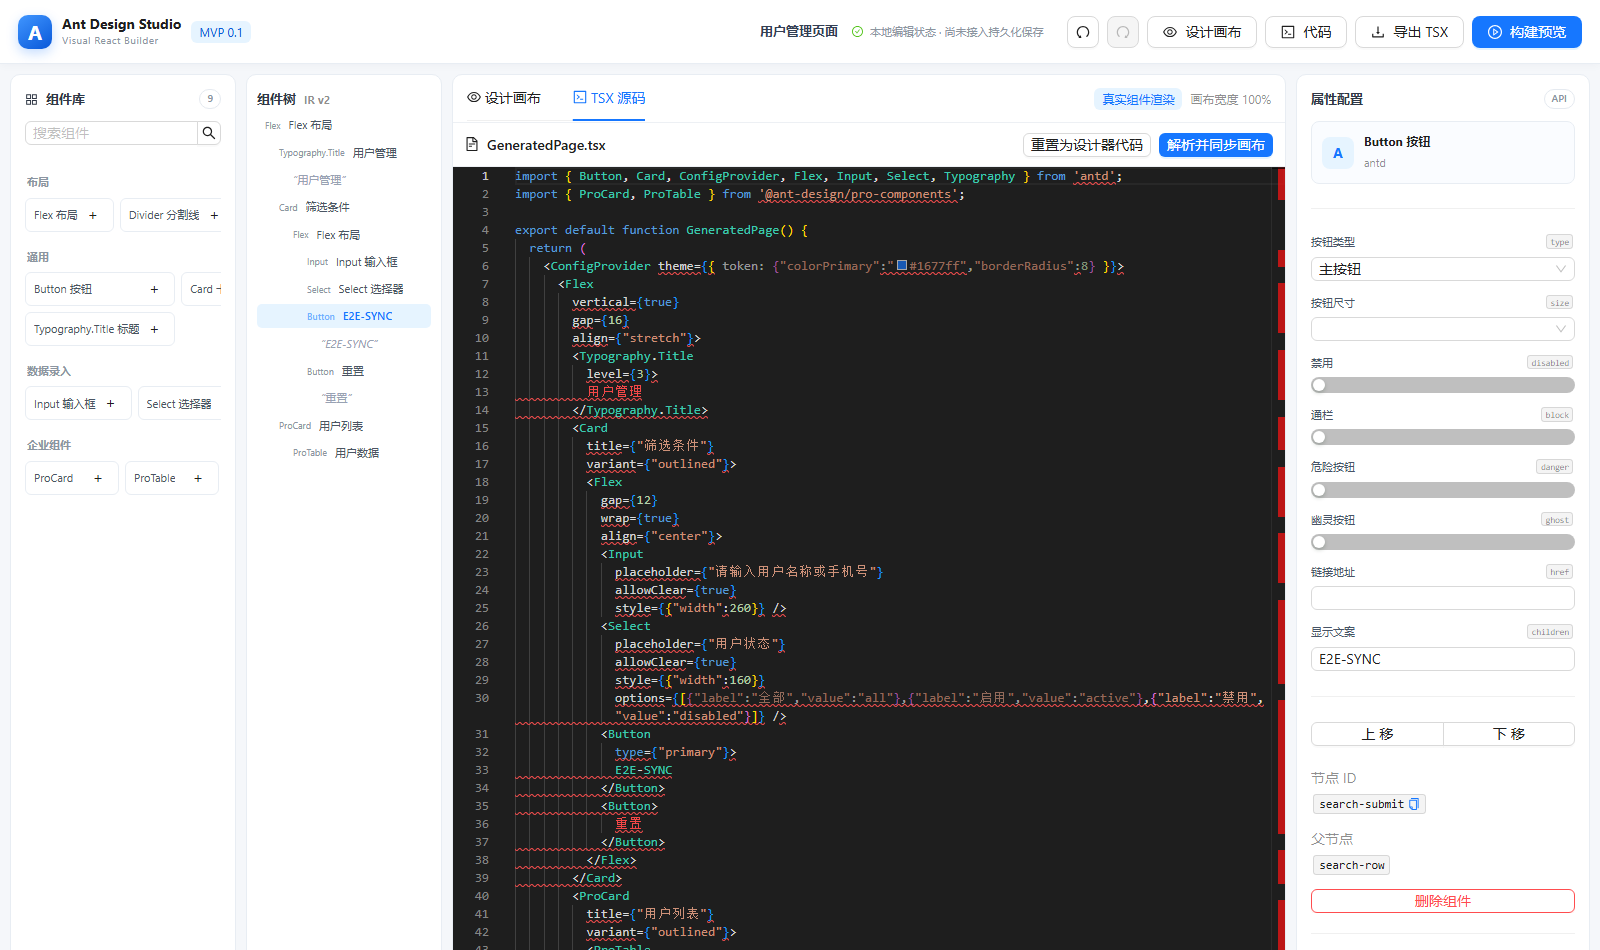 A
Ant Design Studio
Visual React Builder
MVP 0.1
用户管理页面
本地编辑状态 · 尚未接入持久化保存
设计画布
代码
导出 TSX
构建预览
组件库
9
搜索组件
布局
Flex 布局 +
Divider 分割线 +
通用
Button 按钮 +
Card +
Typography.Title 标题 +
数据录入
Input 输入框 +
Select 选择器
企业组件
ProCard +
ProTable +
组件树 IR v2
Flex Flex 布局
Typography.Title 用户管理
"用户管理"
Card 筛选条件
Flex Flex 布局
Input Input 输入框
Select Select 选择器
Button E2E-SYNC
"E2E-SYNC"
Button 重置
"重置"
ProCard 用户列表
ProTable 用户数据
设计画布
TSX 源码
真实组件渲染
画布宽度 100%
GeneratedPage.tsx
重置为设计器代码
解析并同步画布
1 import { Button, Card, ConfigProvider, Flex, Input, Select, Typography } from 'antd';
2 import { ProCard, ProTable } from '@ant-design/pro-components';
3
4 export default function GeneratedPage() {
5 return (
6 <ConfigProvider theme={{ token: {"colorPrimary":"#1677ff","borderRadius":8} }}>
7 <Flex
8 vertical={true}
9 gap={16}
10 align={"stretch"}>
11 <Typography.Title
12 level={3}>
13 用户管理
14 </Typography.Title>
15 <Card
16 title={"筛选条件"}
17 variant={"outlined"}>
18 <Flex
19 gap={12}
20 wrap={true}
21 align={"center"}>
22 <Input
23 placeholder={"请输入用户名称或手机号"}
24 allowClear={true}
25 style={{"width":260}} />
26 <Select
27 placeholder={"用户状态"}
28 allowClear={true}
29 style={{"width":160}}
30 options={[{"label":"全部","value":"all"},{"label":"启用","value":"active"},{"label":"禁用",
"value":"disabled"}]} />
31 <Button
32 type={"primary"}>
33 E2E-SYNC
34 </Button>
35 <Button>
36 重置
37 </Button>
38 </Flex>
39 </Card>
40 <ProCard
41 title={"用户列表"}
42 variant={"outlined"}>
43 <ProTable
属性配置
API
A
Button 按钮
antd
按钮类型 type
主按钮
按钮尺寸 size
禁用 disabled
通栏 block
危险按钮 danger
幽灵按钮 ghost
链接地址 href
显示文案 children
E2E-SYNC
上 移
下 移
节点 ID
search-submit
父节点
search-row
删除组件